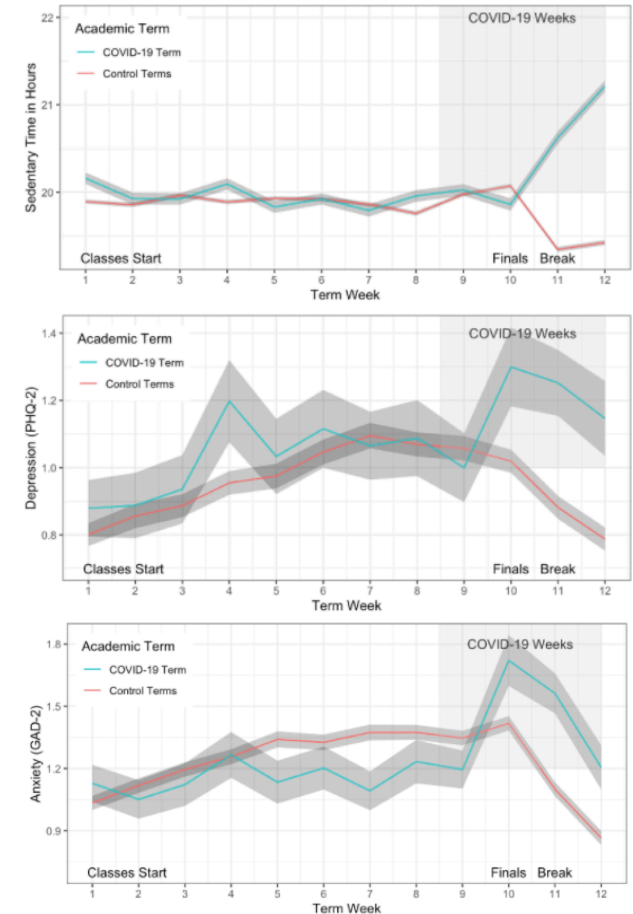 COVID-19 Weeks
Academic Term
COVID-19 Term
Control Terms
Sedentary Time in Hours
22
21
20
Classes Start Finals Break
1 2 3 4 5 6 7 8 9 10 11 12
Term Week
COVID-19 Weeks
Academic Term
COVID-19 Term
Control Terms
Depression (PHQ-2)
1.4
1.2
1.0
0.8
Classes Start Finals Break
1 2 3 4 5 6 7 8 9 10 11 12
Term Week
COVID-19 Weeks
Academic Term
COVID-19 Term
Control Terms
Anxiety (GAD-2)
1.8
1.5
1.2
0.9
Classes Start Finals Break
1 2 3 4 5 6 7 8 9 10 11 12
Term Week